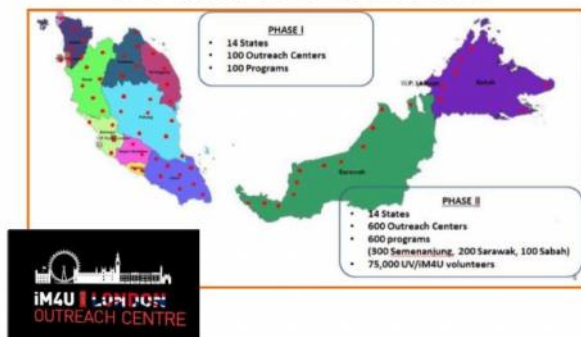 PHASE I
• 14 States
• 100 Outreach Centers
• 100 Programs
Sabah
Pahang
Sarawak
PHASE II
• 14 States
• 600 Outreach Centers
• 600 programs
(300 Semenanjung, 200 Sarawak, 100 Sabah)
• 75,000 UV/iM4U volunteers
iM4U LONDON
OUTREACH CENTRE